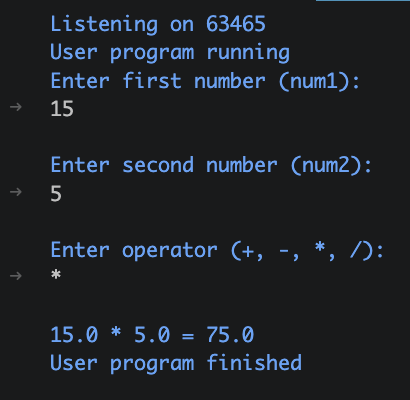 Listening on 63465
User program running
Enter first number (num1):
→ 15
Enter second number (num2):
→ 5
Enter operator (+, -, *, /):
→ *
15.0 * 5.0 = 75.0
User program finished